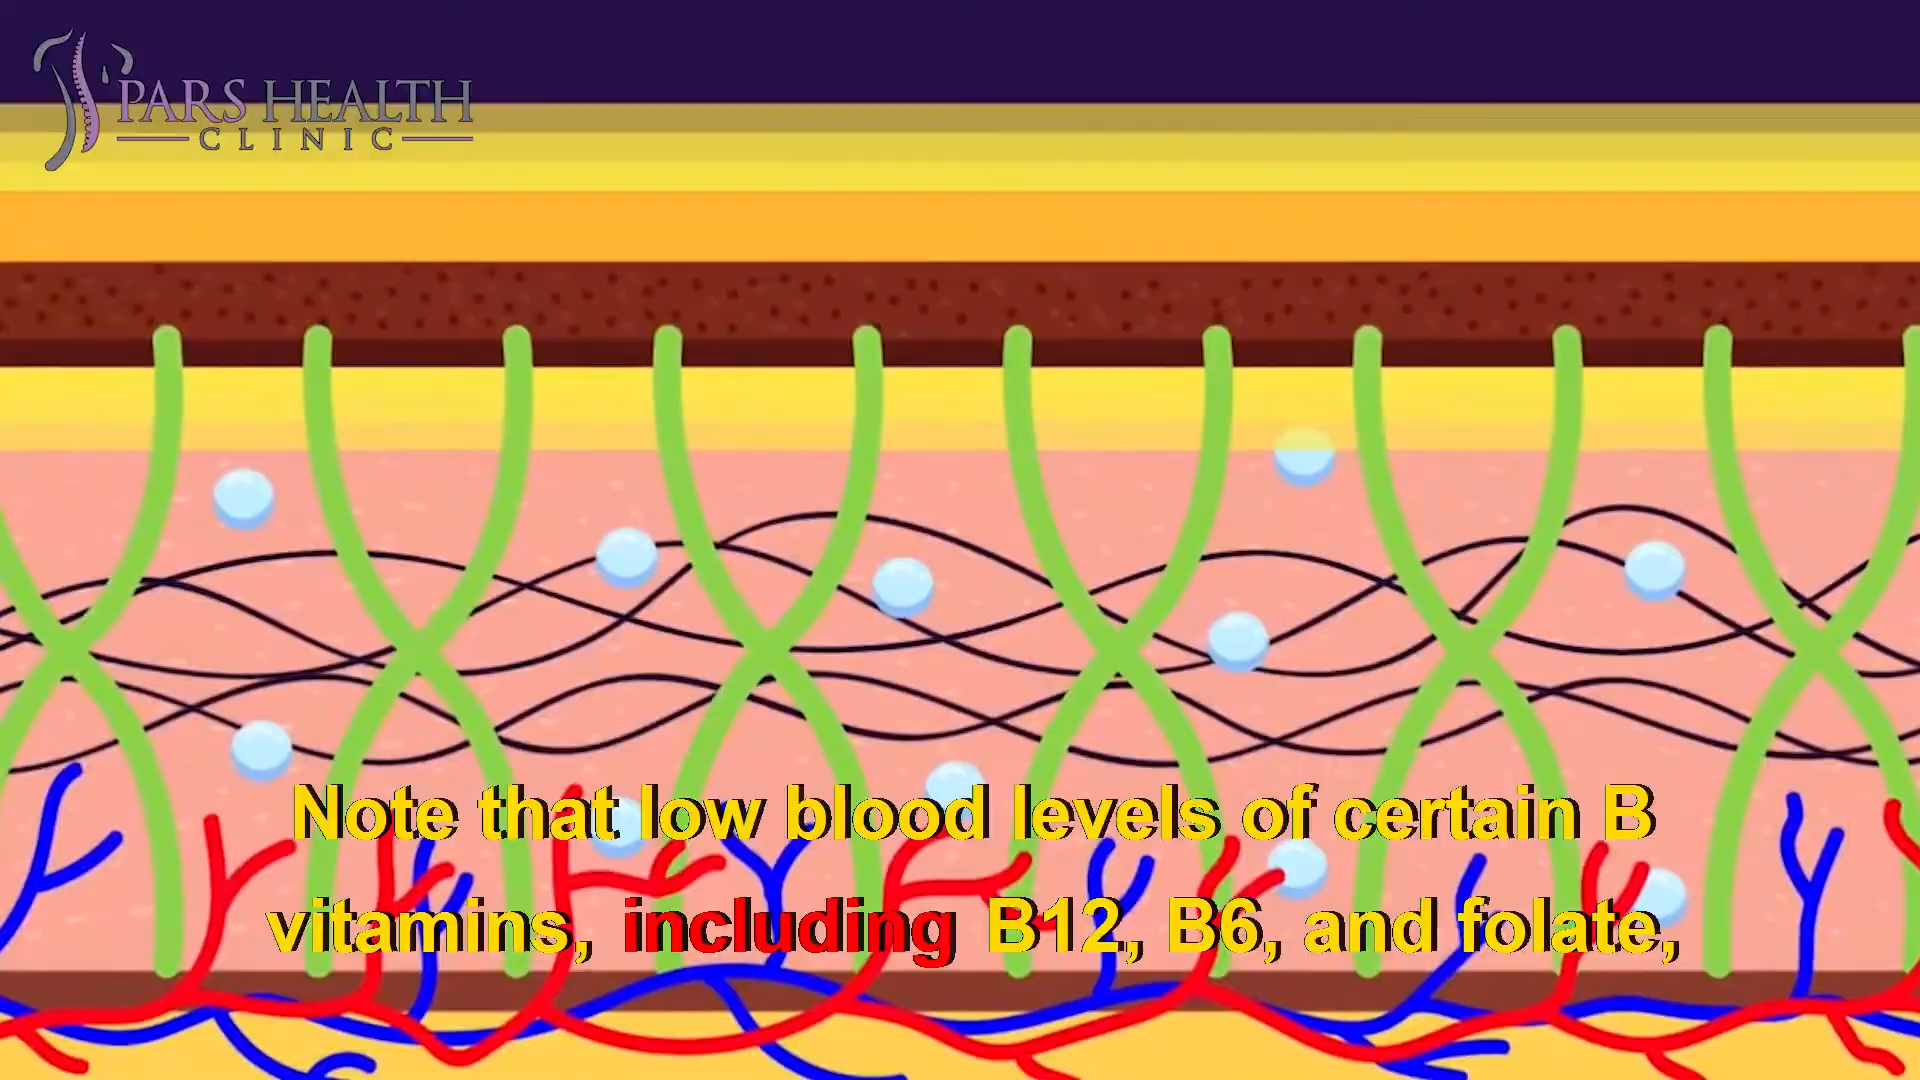 PARS HEALTH
CLINIC
Note that low blood levels of certain B
vitamins, including B12, B6, and folate,